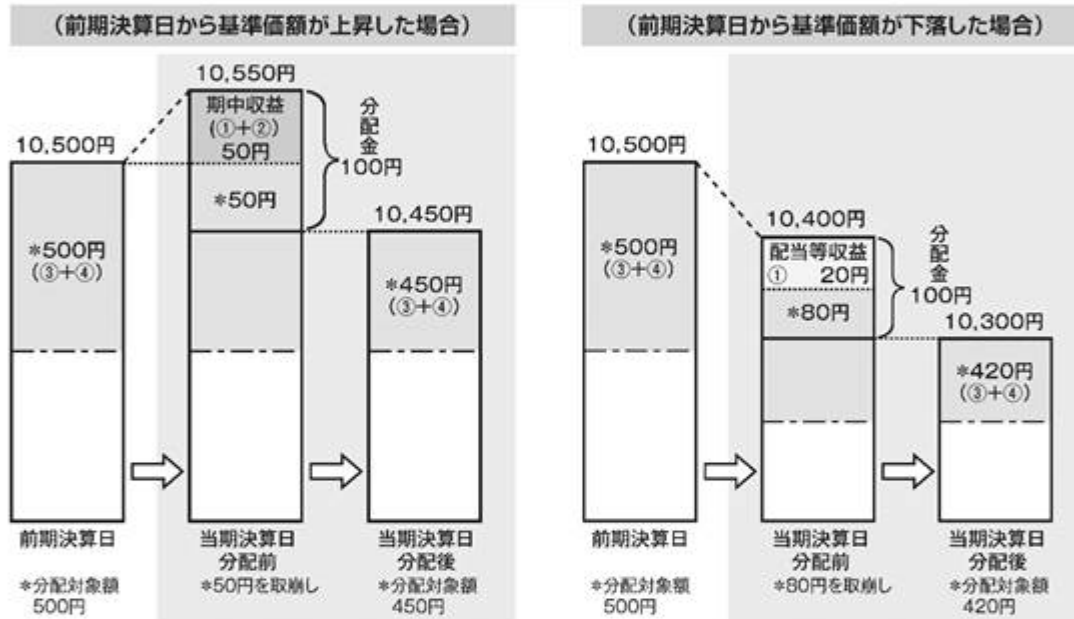 (前期決算日から基準価額が上昇した場合)
10,550円
期中収益
(①+②)
50円
*50円
分配金
100円
10,500円
*500円
(③+④)
10,450円
*450円
(③+④)
前期決算日
当期決算日
分配前
当期決算日
分配後
*分配対象額
500円
*50円を取崩し
*分配対象額
450円
(前期決算日から基準価額が下落した場合)
10,500円
*500円
(③+④)
10,400円
配当等収益
① 20円
*80円
分配金
100円
10,300円
*420円
(③+④)
前期決算日
当期決算日
分配前
当期決算日
分配後
*分配対象額
500円
*80円を取崩し
*分配対象額
420円